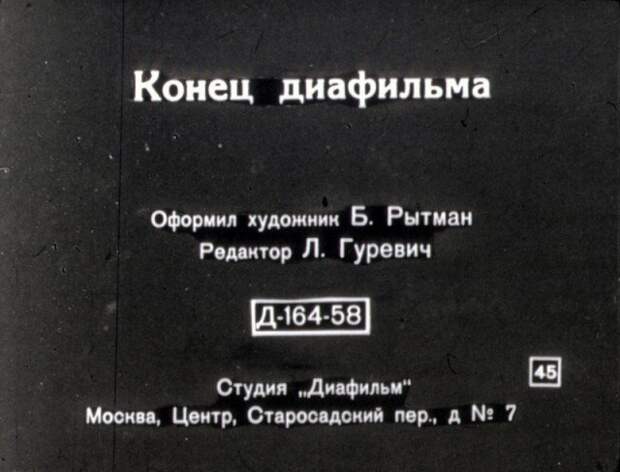 Конец диафильма
Оформил художник Б. Рытман
Редактор Л. Гуревич
Д-164-58
45
Студия „Диафильм"
Москва, Центр, Старосадский пер., д № 7